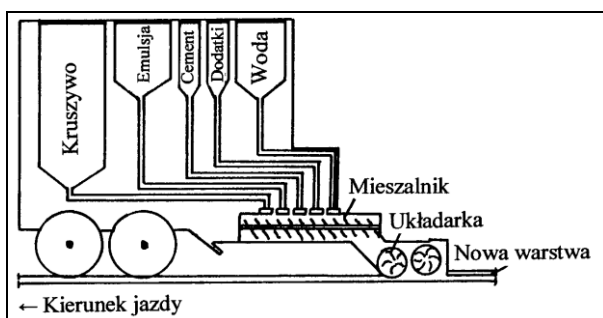 Kruszywo
Emulsja
Cement
Dodatki
Woda
Mieszalnik
Układarka
Nowa warstwa
← Kierunek jazdy